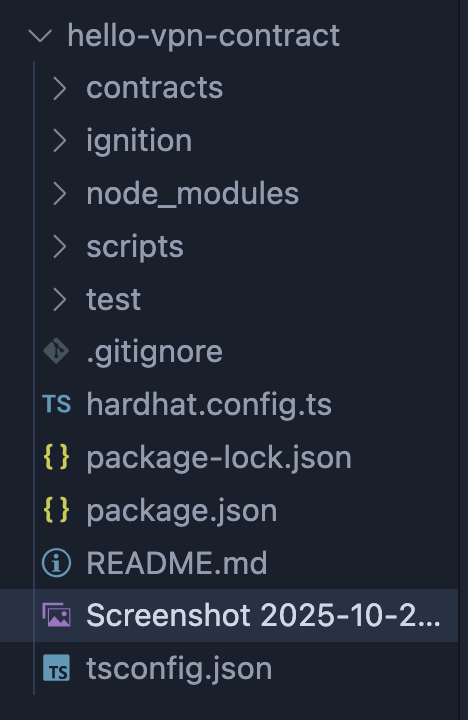 hello-vpn-contract
contracts
ignition
node_modules
scripts
test
.gitignore
TS hardhat.config.ts
{} package-lock.json
{} package.json
README.md
Screenshot 2025-10-2...
TS tsconfig.json